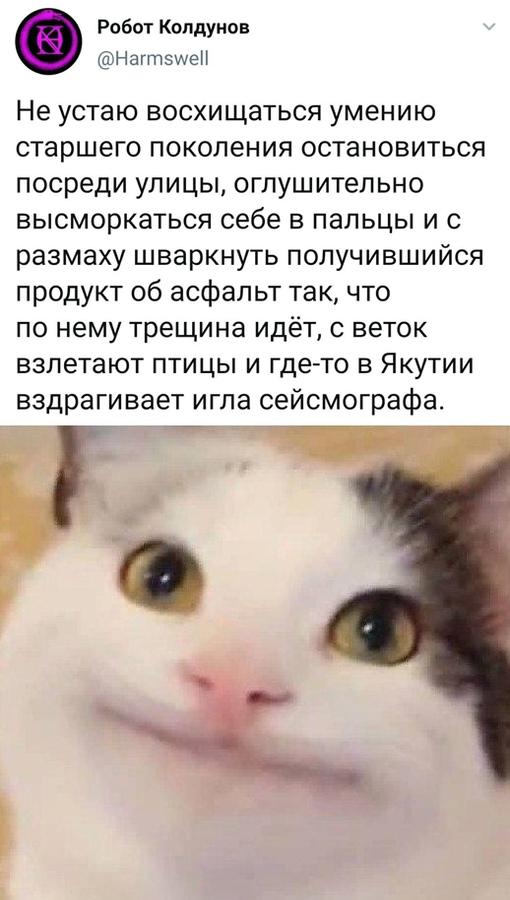 Робот Колдунов
@Harmswell
Не устаю восхищаться умению
старшего поколения остановиться
посреди улицы, оглушительно
высморкаться себе в пальцы и с
размаху шваркнуть получившийся
продукт об асфальт так, что
по нему трещина идёт, с веток
взлетают птицы и где-то в Якутии
вздрагивает игла сейсмографа.